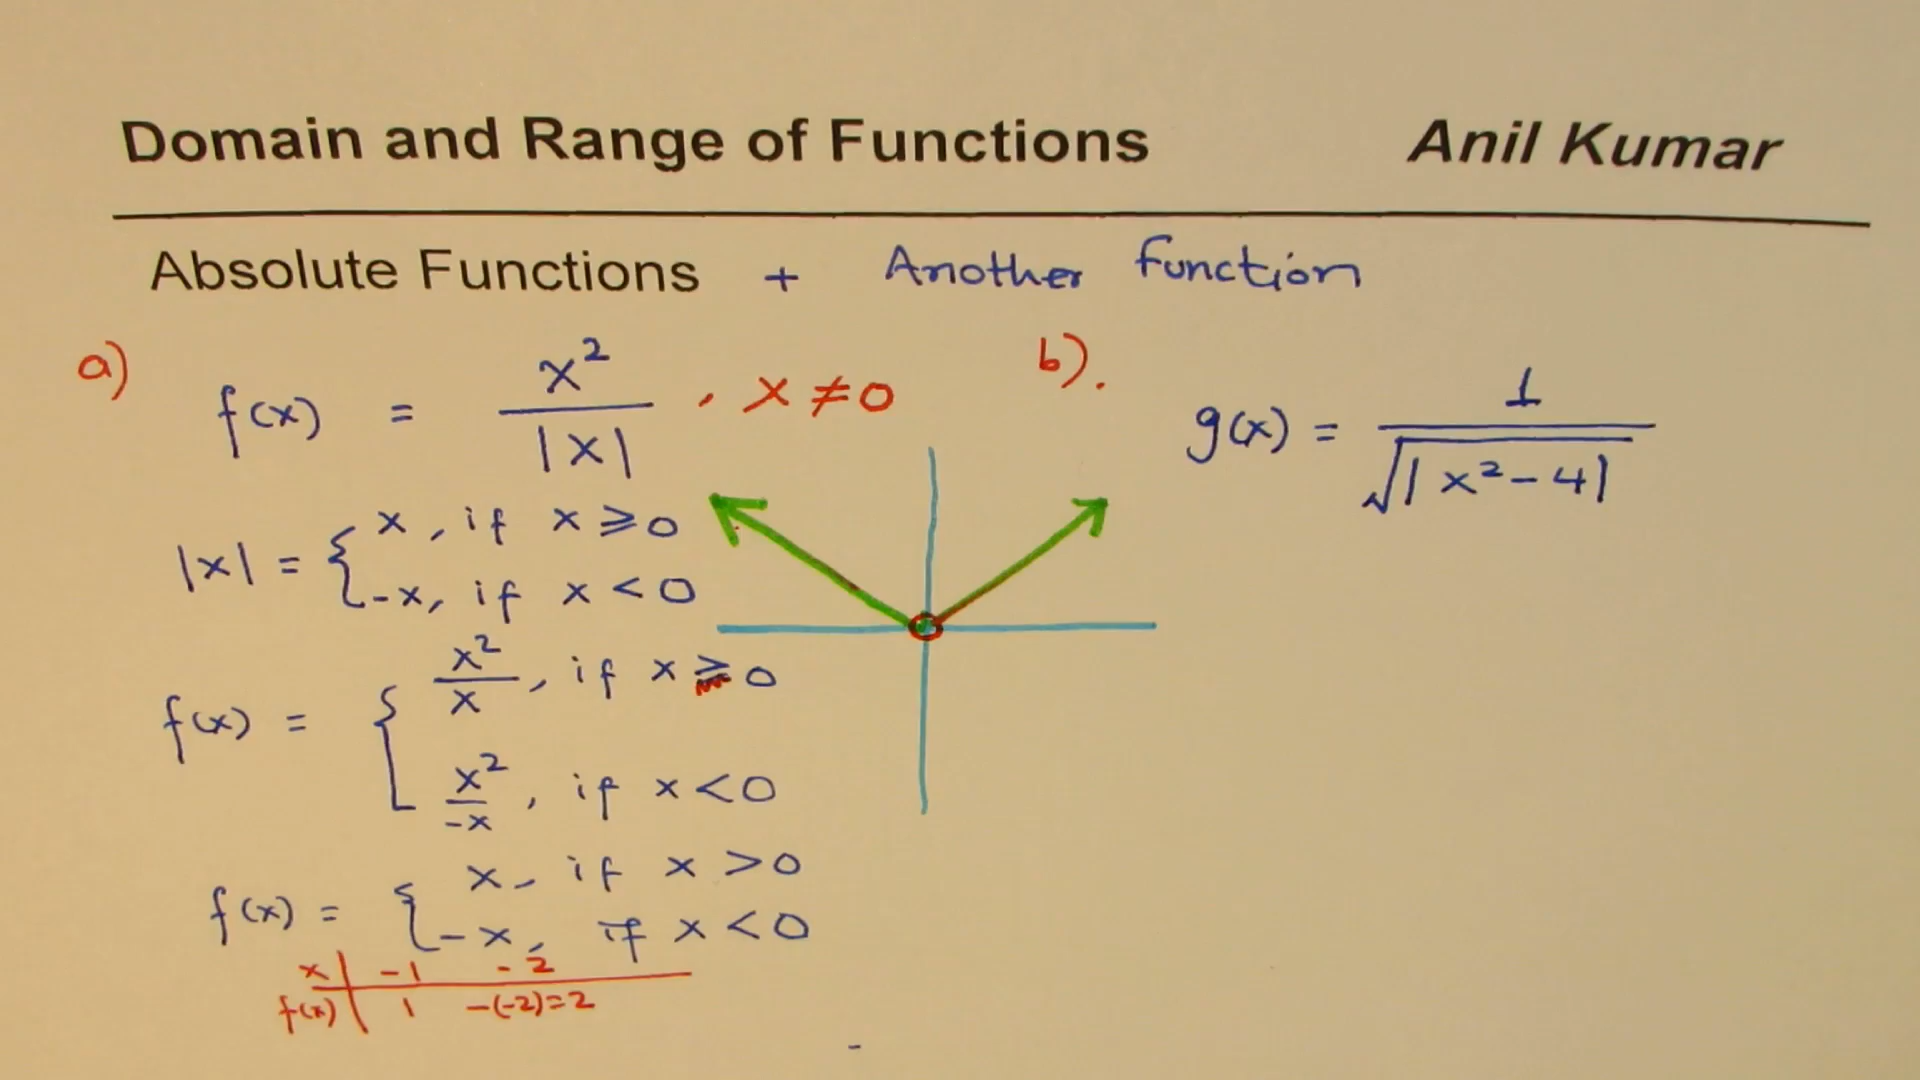 Domain and Range of Functions Anil Kumar
Absolute Functions + Another function
a) f(x) = x²/|x| , x ≠ 0
|x| = { x, if x ⩾ 0
-x, if x < 0
f(x) = { x²/x, if x ≥ 0
x²/-x, if x < 0
f(x) = { x, if x > 0
-x, if x < 0
x | -1 -2
f(x) | 1 -(-2)=2
b). g(x) = 1/√|x²-4|